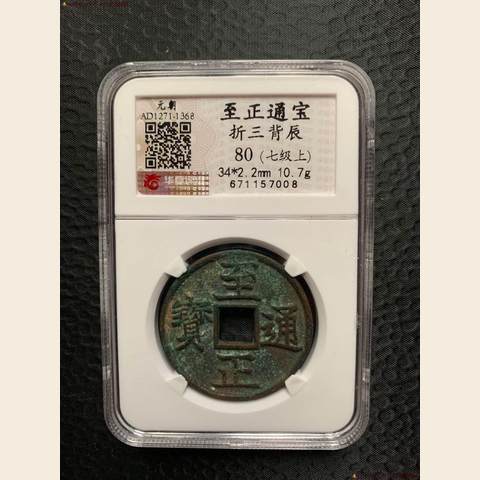 元朝
AD1271-1368
至正通宝
折三背辰
80 (七级上)
34*2.2mm 10.7g
671157008
至
寶 通
正